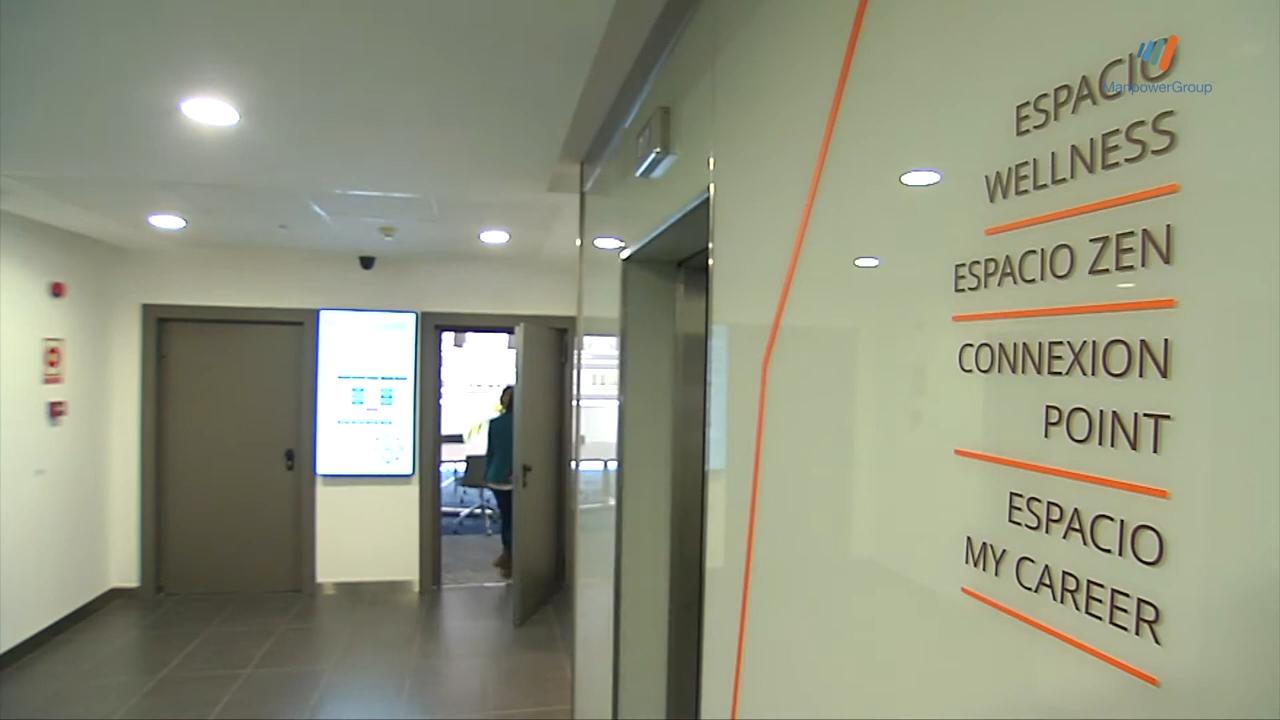 ESPACIO
WELLNESS
ESPACIO ZEN
CONNEXION
POINT
ESPACIO
MY CAREER
ManpowerGroup